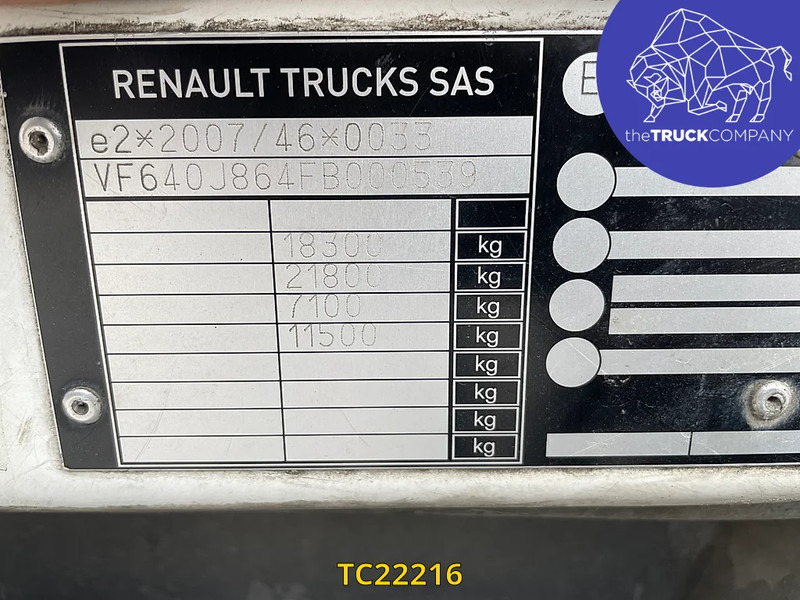 RENAULT TRUCKS SAS
e2*2007/46*0033
VF640J864FB000539
18300 kg
21800 kg
7100 kg
11500 kg
kg
kg
kg
kg
E
theTRUCKCOMPANY
TC22216